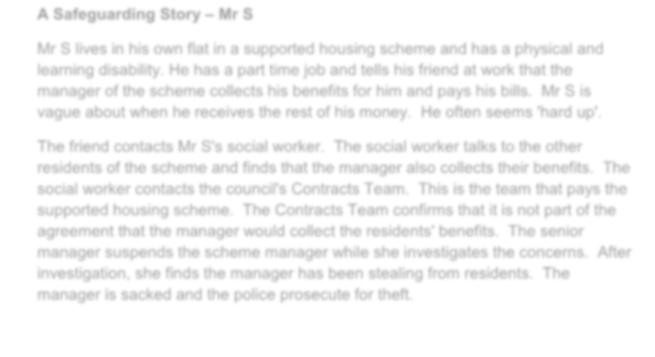 A Safeguarding Story – Mr S
Mr S lives in his own flat in a supported housing scheme and has a physical and
learning disability. He has a part time job and tells his friend at work that the
manager of the scheme collects his benefits for him and pays his bills.  Mr S is
vague about when he receives the rest of his money.  He often seems 'hard up'.
The friend contacts Mr S's social worker.  The social worker talks to the other
residents of the scheme and finds that the manager also collects their benefits.  The
social worker contacts the council's Contracts Team.  This is the team that pays the
supported housing scheme.  The Contracts Team confirms that it is not part of the
agreement that the manager would collect the residents' benefits.  The senior
manager suspends the scheme manager while she investigates the concerns.  After
investigation, she finds the manager has been stealing from residents.  The
manager is sacked and the police prosecute for theft.